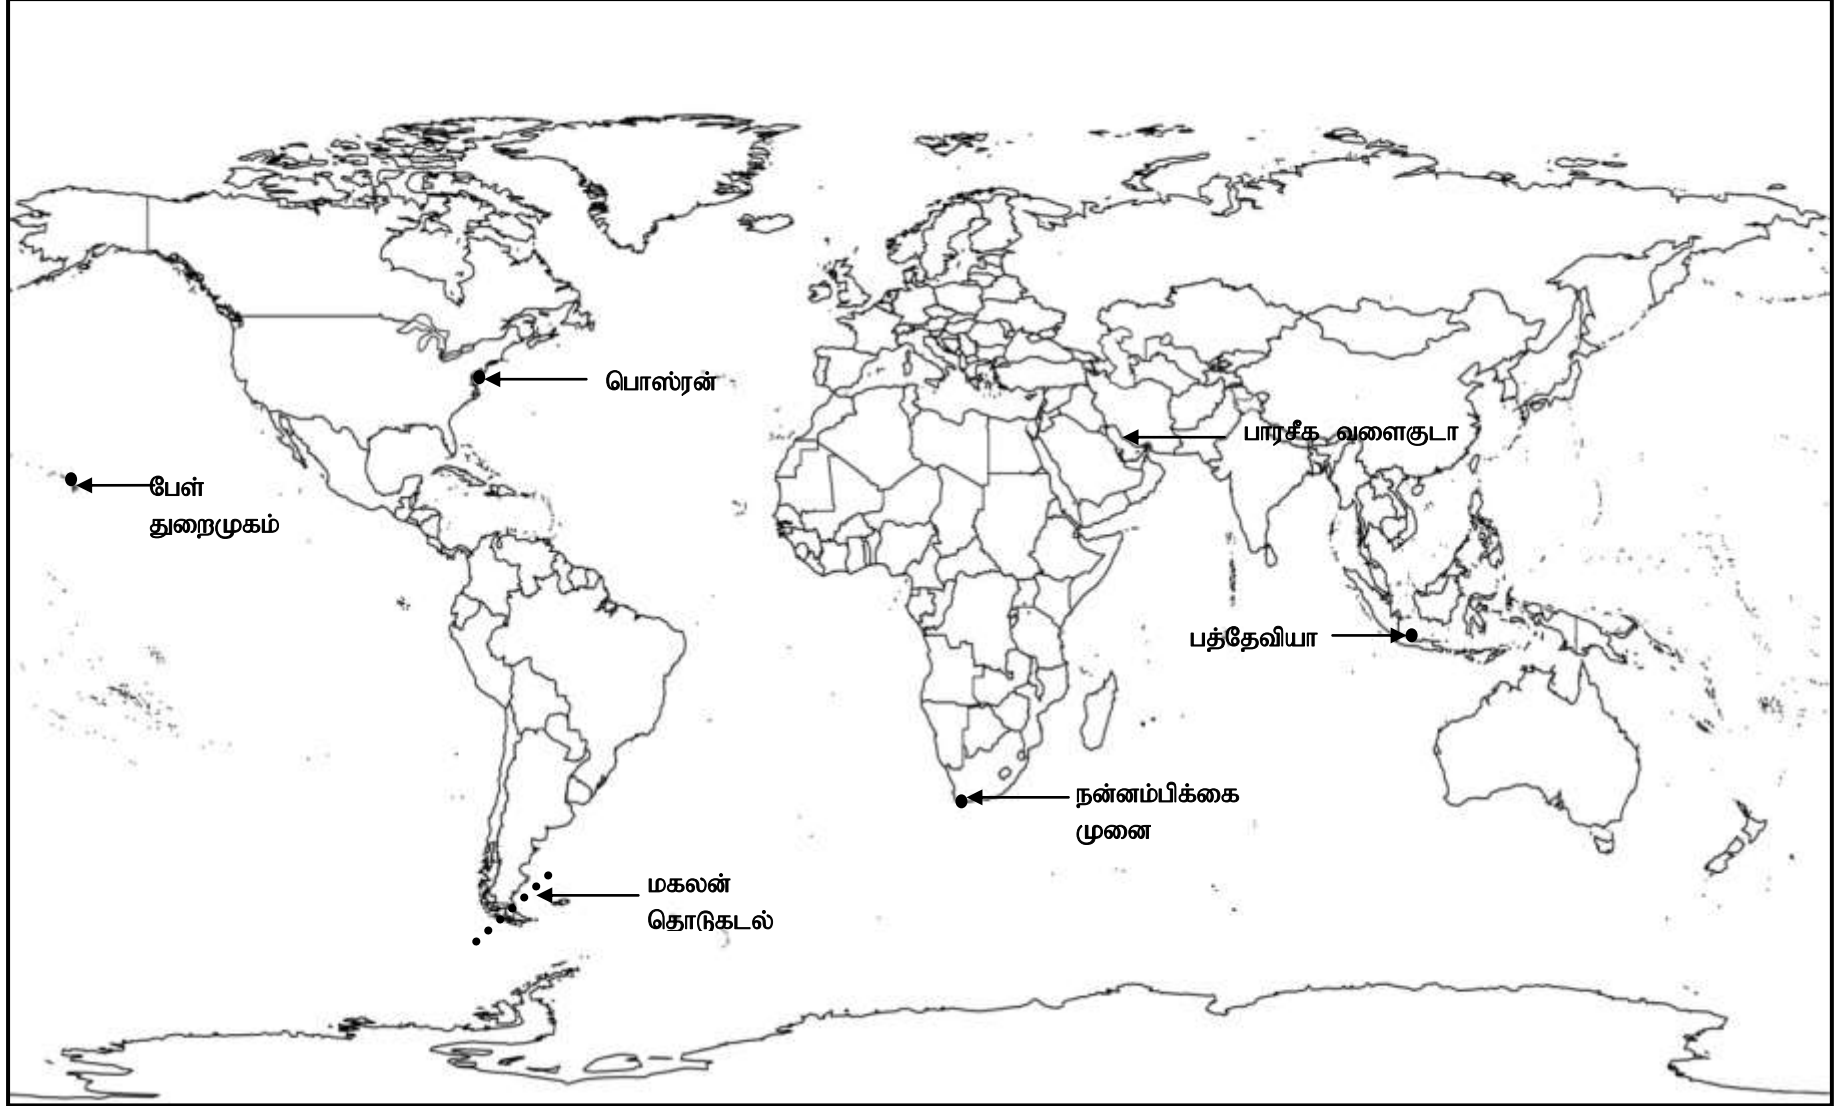 பொஸ்ரன்
பாரசீக வளைகுடா
பேள்
துறைமுகம்
பத்தேவியா
நன்னம்பிக்கை
முனை
மகலன்
தொடுகடல்